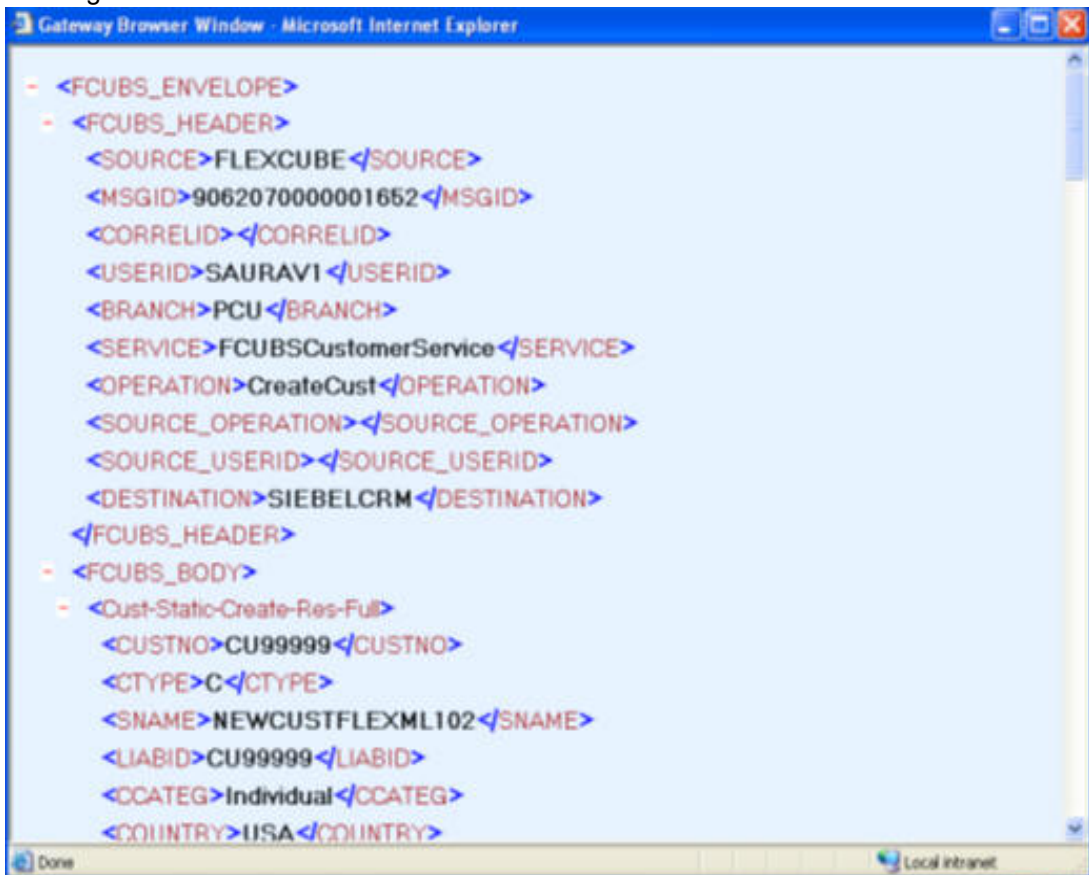 Gateway Browser Window - Microsoft Internet Explorer
- <FCUBS_ENVELOPE>
- <FCUBS_HEADER>
<SOURCE>FLEXCUBE</SOURCE>
<MSGID>9062070000001652</MSGID>
<CORRELID></CORRELID>
<USERID>SAURAV1</USERID>
<BRANCH>PCU</BRANCH>
<SERVICE>FCUBSCustomerService</SERVICE>
<OPERATION>CreateCust</OPERATION>
<SOURCE_OPERATION></SOURCE_OPERATION>
<SOURCE_USERID></SOURCE_USERID>
<DESTINATION>SIEBELCRM</DESTINATION>
</FCUBS_HEADER>
- <FCUBS_BODY>
- <Cust-Static-Create-Res-Full>
<CUSTNO>CU99999</CUSTNO>
<CTYPE>C</CTYPE>
<SNAME>NEWCUSTFLEXML102</SNAME>
<LIABID>CU99999</LIABID>
<CCATEG>Individual</CCATEG>
<COUNTRY>USA</COUNTRY>
Done Local intranet